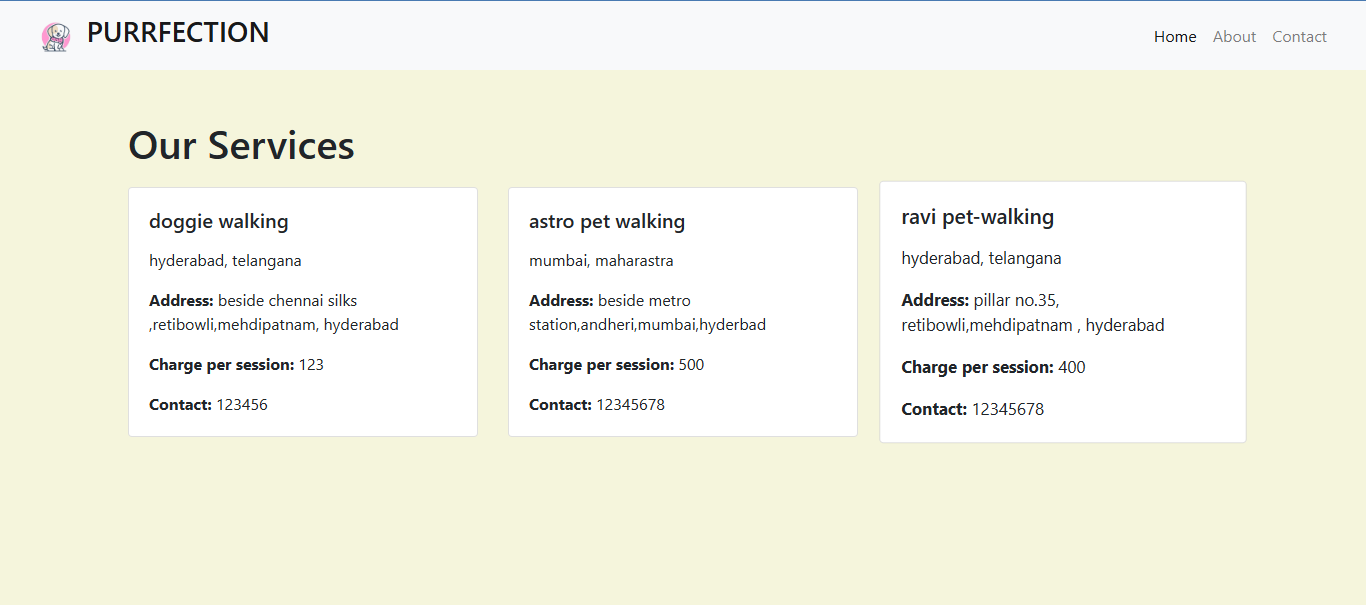 PURRFECTION
Home About Contact
Our Services
doggie walking
hyderabad, telangana
Address: beside chennai silks
,retibowli,mehdipatnam, hyderabad
Charge per session: 123
Contact: 123456
astro pet walking
mumbai, maharastra
Address: beside metro
station,andheri,mumbai,hyderbad
Charge per session: 500
Contact: 12345678
ravi pet-walking
hyderabad, telangana
Address: pillar no.35,
retibowli,mehdipatnam , hyderabad
Charge per session: 400
Contact: 12345678